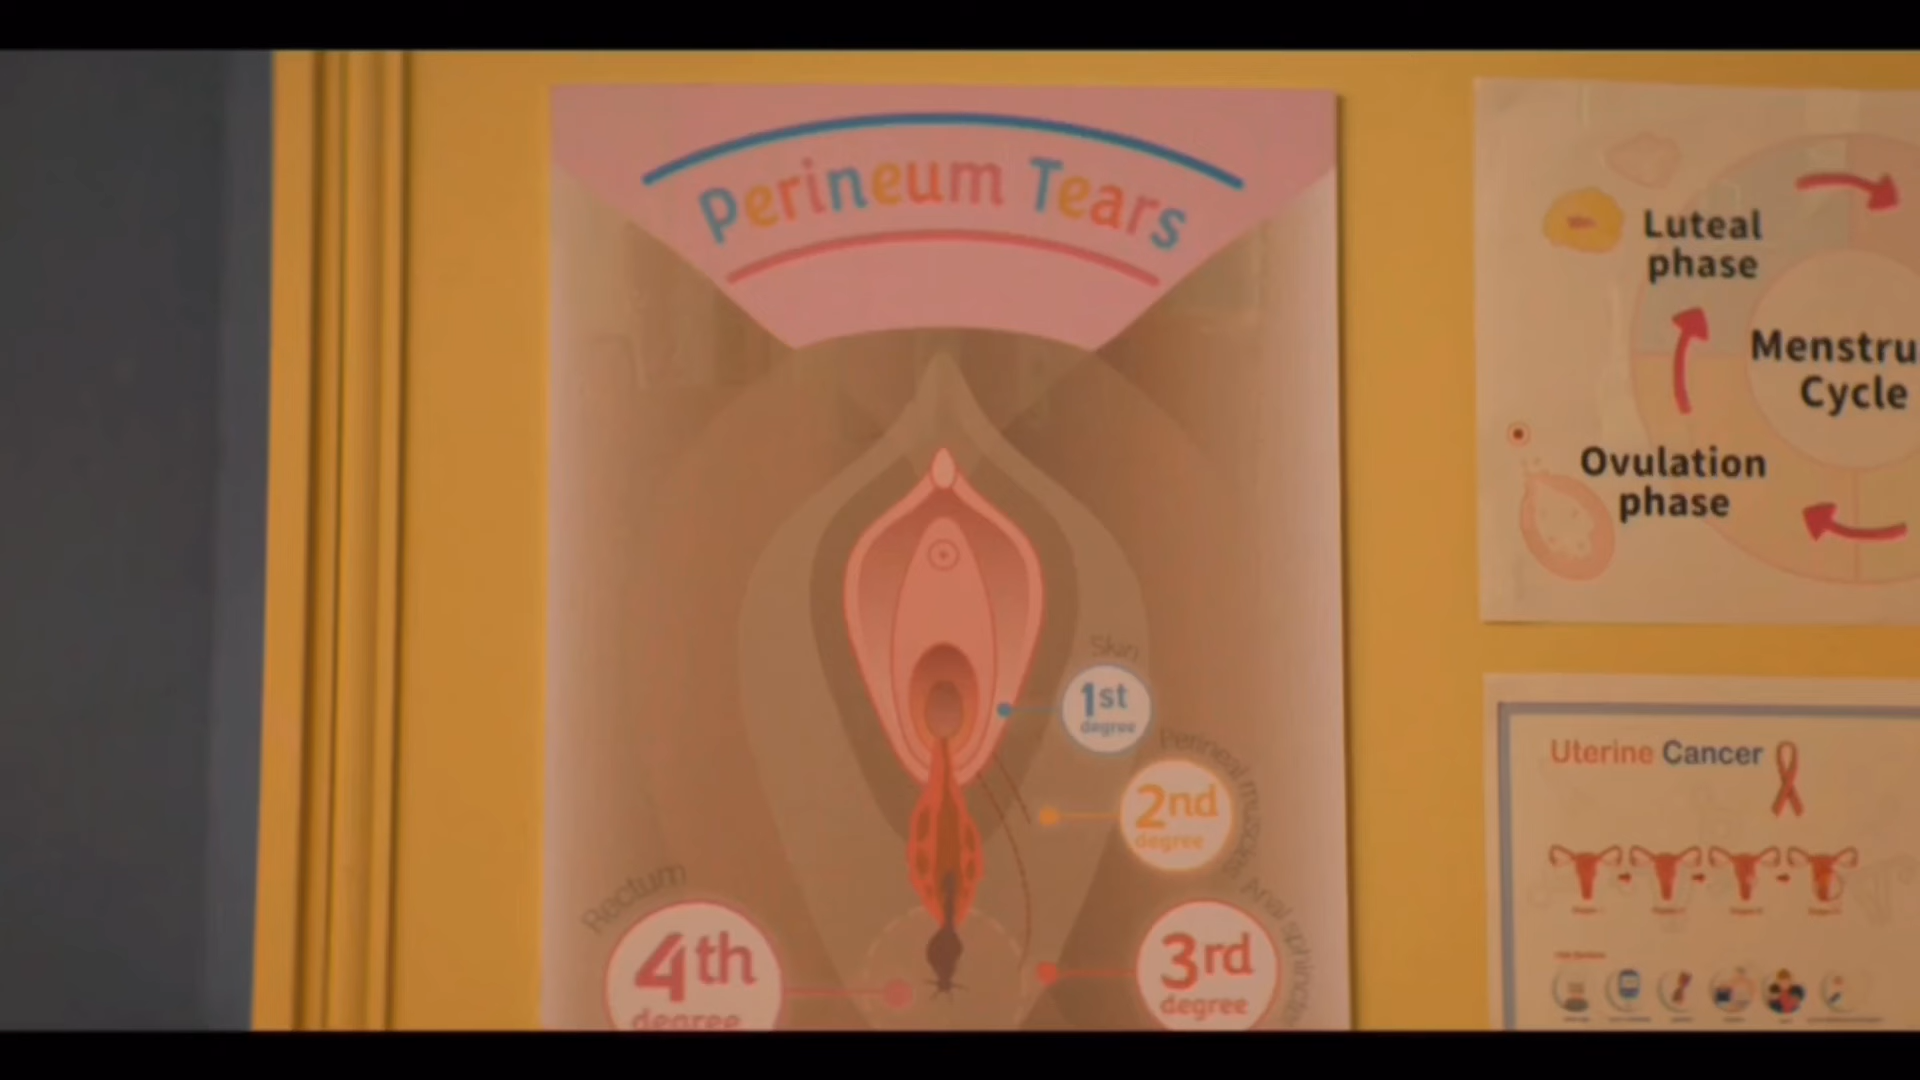 Perineum Tears
Skin
1st
degree
Perineal muscles
2nd
degree
Anal sphincter
3rd
degree
Rectum
4th
degree
Luteal
phase
Menstru
Cycle
Ovulation
phase
Uterine Cancer